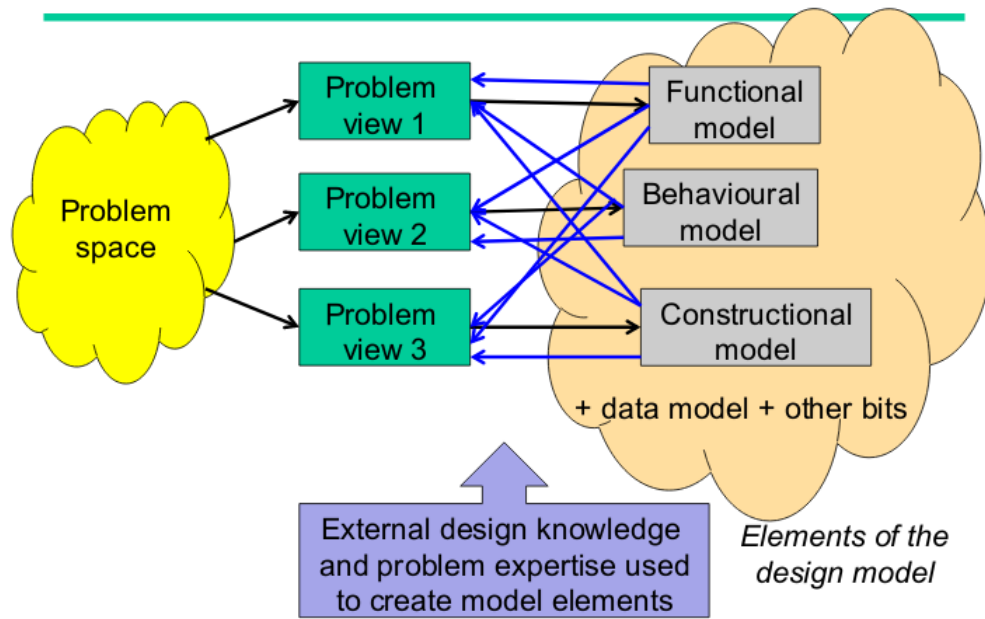 Problem
space
Problem
view 1
Problem
view 2
Problem
view 3
Functional
model
Behavioural
model
Constructional
model
+ data model + other bits
External design knowledge
and problem expertise used
to create model elements
Elements of the
design model